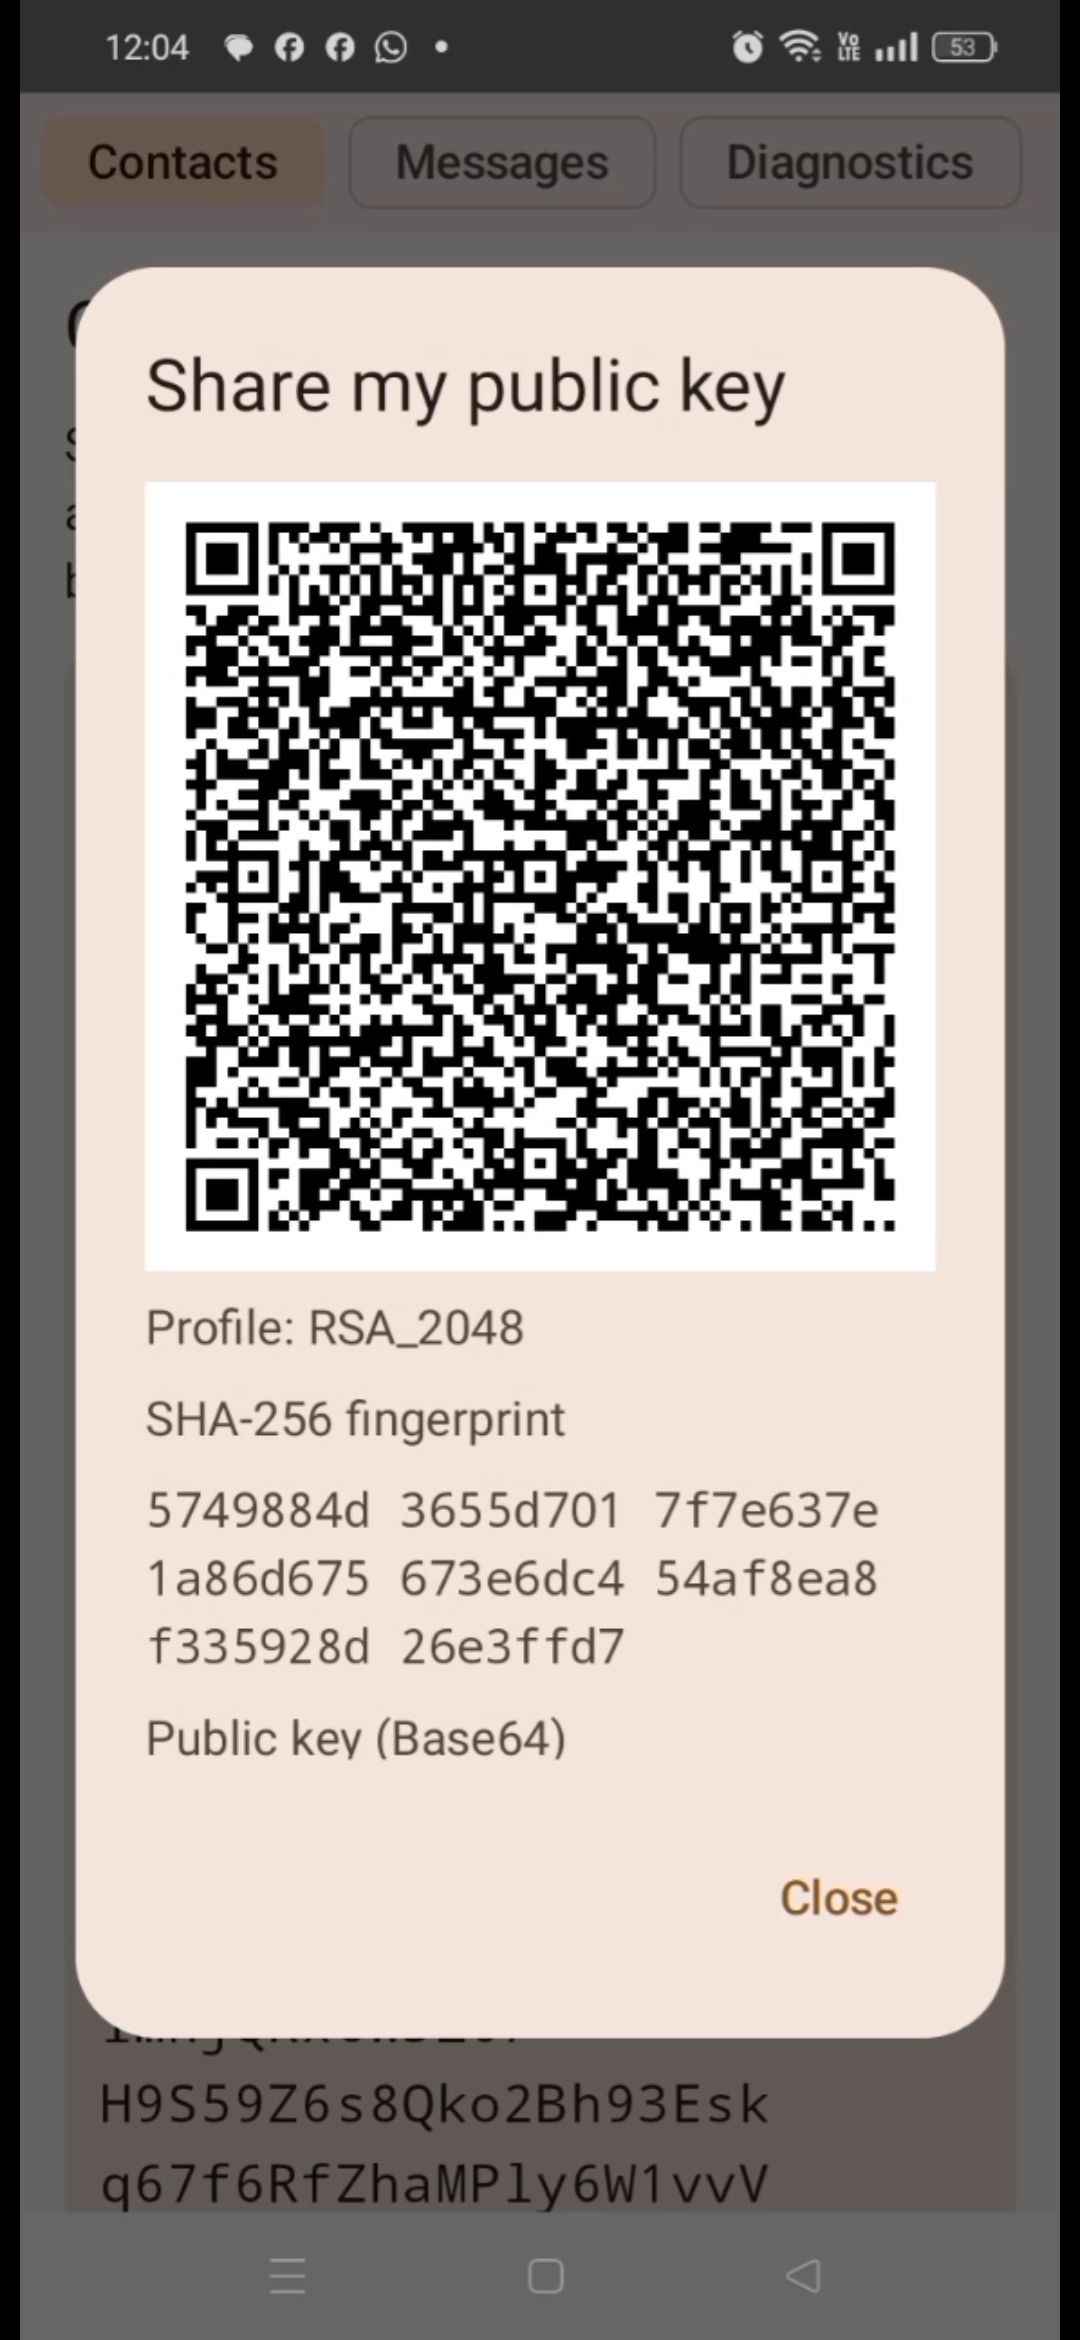 12:04
53
Contacts Messages Diagnostics
Share my public key
Profile: RSA_2048
SHA-256 fingerprint
5749884d 3655d701 7f7e637e
1a86d675 673e6dc4 54af8ea8
f335928d 26e3ffd7
Public key (Base64)
Close
H9S59Z6s8Qko2Bh93Esk
q67f6RfZhaMPly6W1vvV